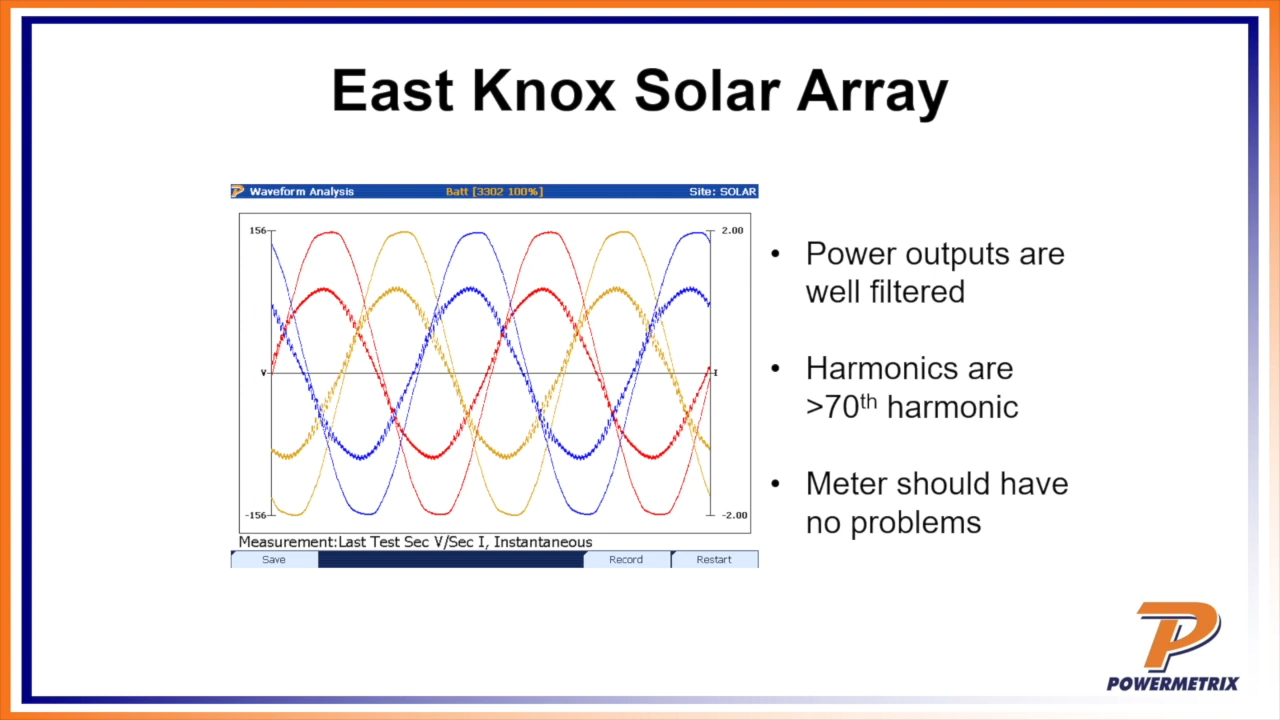 East Knox Solar Array
P Waveform Analysis Batt [3302 100%] Site: SOLAR
156 2.00
V I
-156 -2.00
Measurement:Last Test Sec V/Sec I, Instantaneous
Save Record Restart
• Power outputs are
well filtered
• Harmonics are
>70th harmonic
• Meter should have
no problems
P
POWERMETRIX